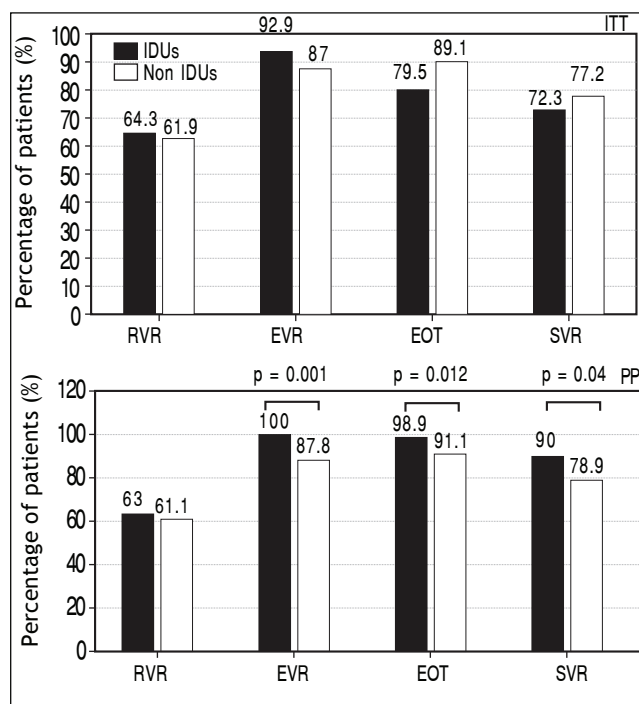 ITT
Percentage of patients (%)
100
90
80
70
60
50
40
30
20
10
0
IDUs
Non IDUs
64.3 61.9
92.9 87
79.5 89.1
72.3 77.2
RVR EVR EOT SVR
PP
Percentage of patients (%)
120
100
80
60
40
20
0
p = 0.001 p = 0.012 p = 0.04
63 61.1
100 87.8
98.9 91.1
90 78.9
RVR EVR EOT SVR